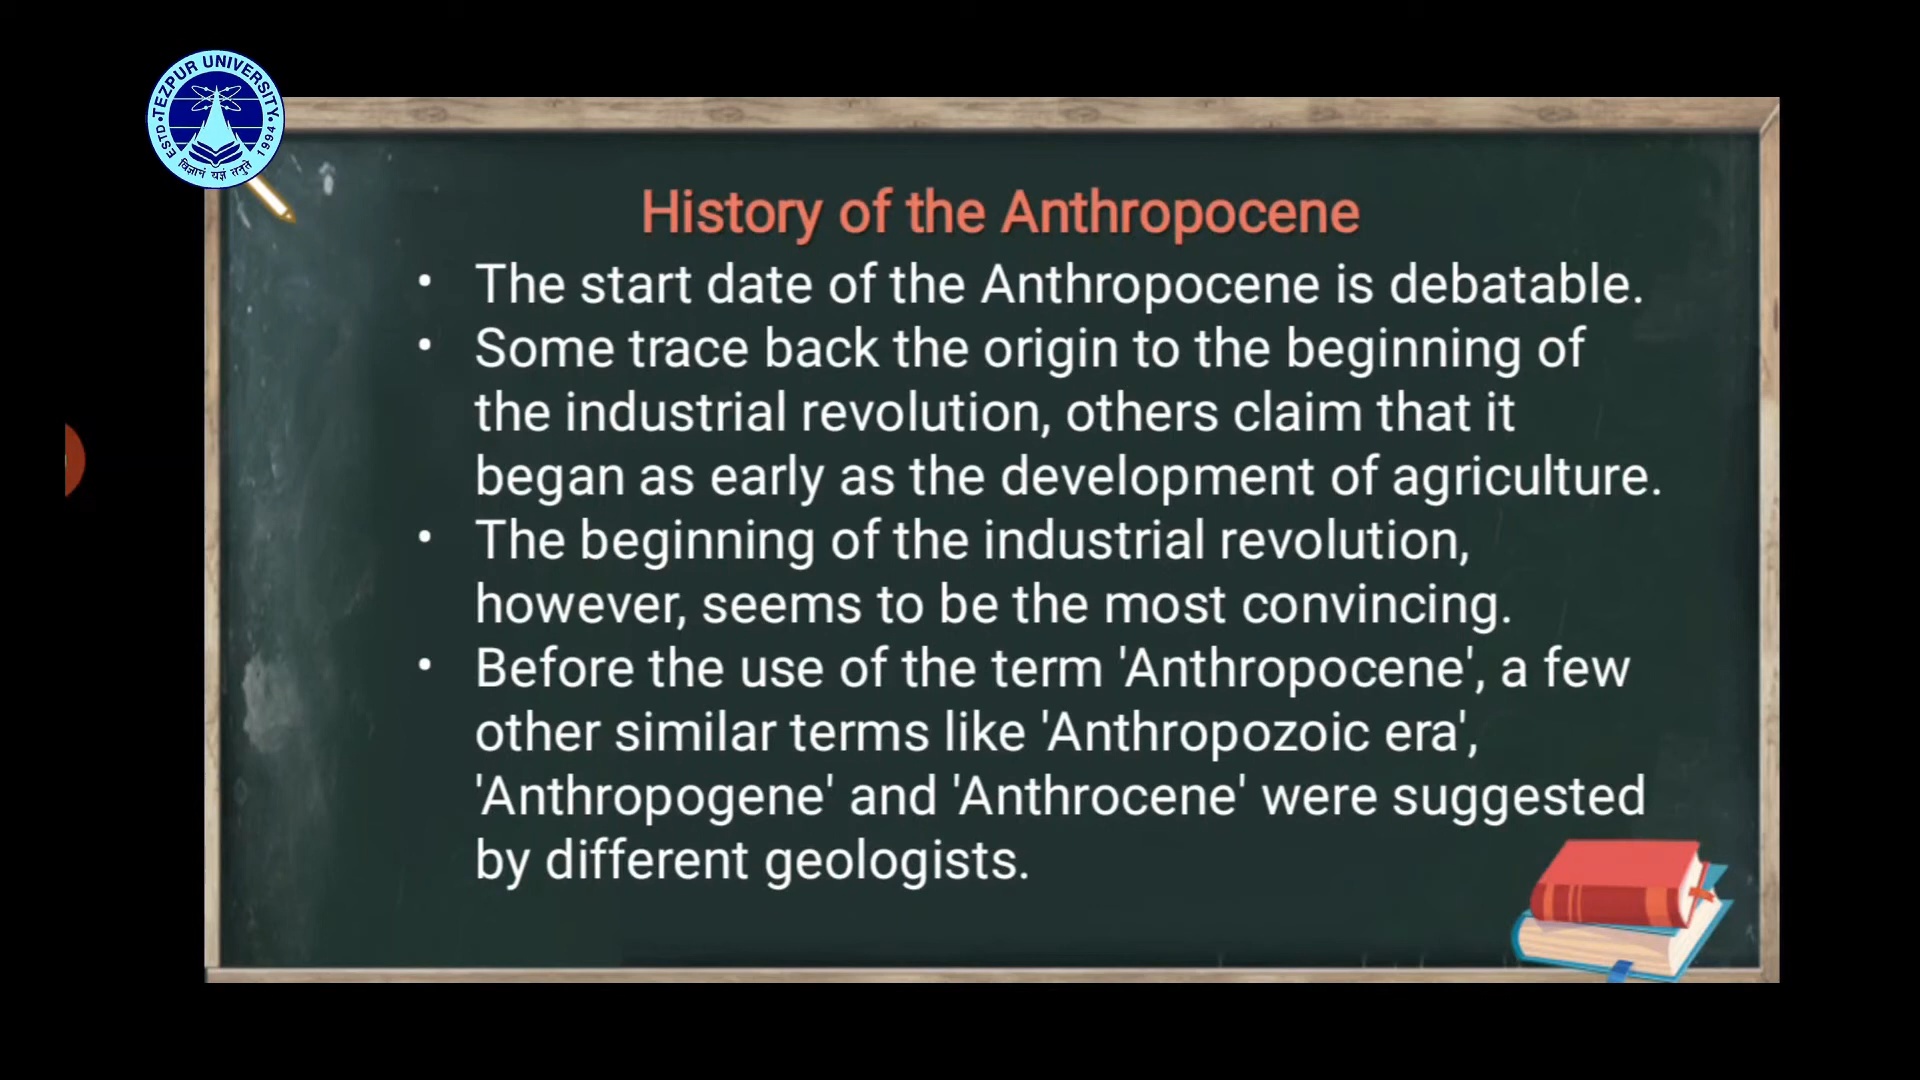 TEZPUR UNIVERSITY
ESTD 1994
विज्ञानं यज्ञं तनुते
History of the Anthropocene
• The start date of the Anthropocene is debatable.
• Some trace back the origin to the beginning of
the industrial revolution, others claim that it
began as early as the development of agriculture.
• The beginning of the industrial revolution,
however, seems to be the most convincing.
• Before the use of the term 'Anthropocene', a few
other similar terms like 'Anthropozoic era',
'Anthropogene' and 'Anthrocene' were suggested
by different geologists.